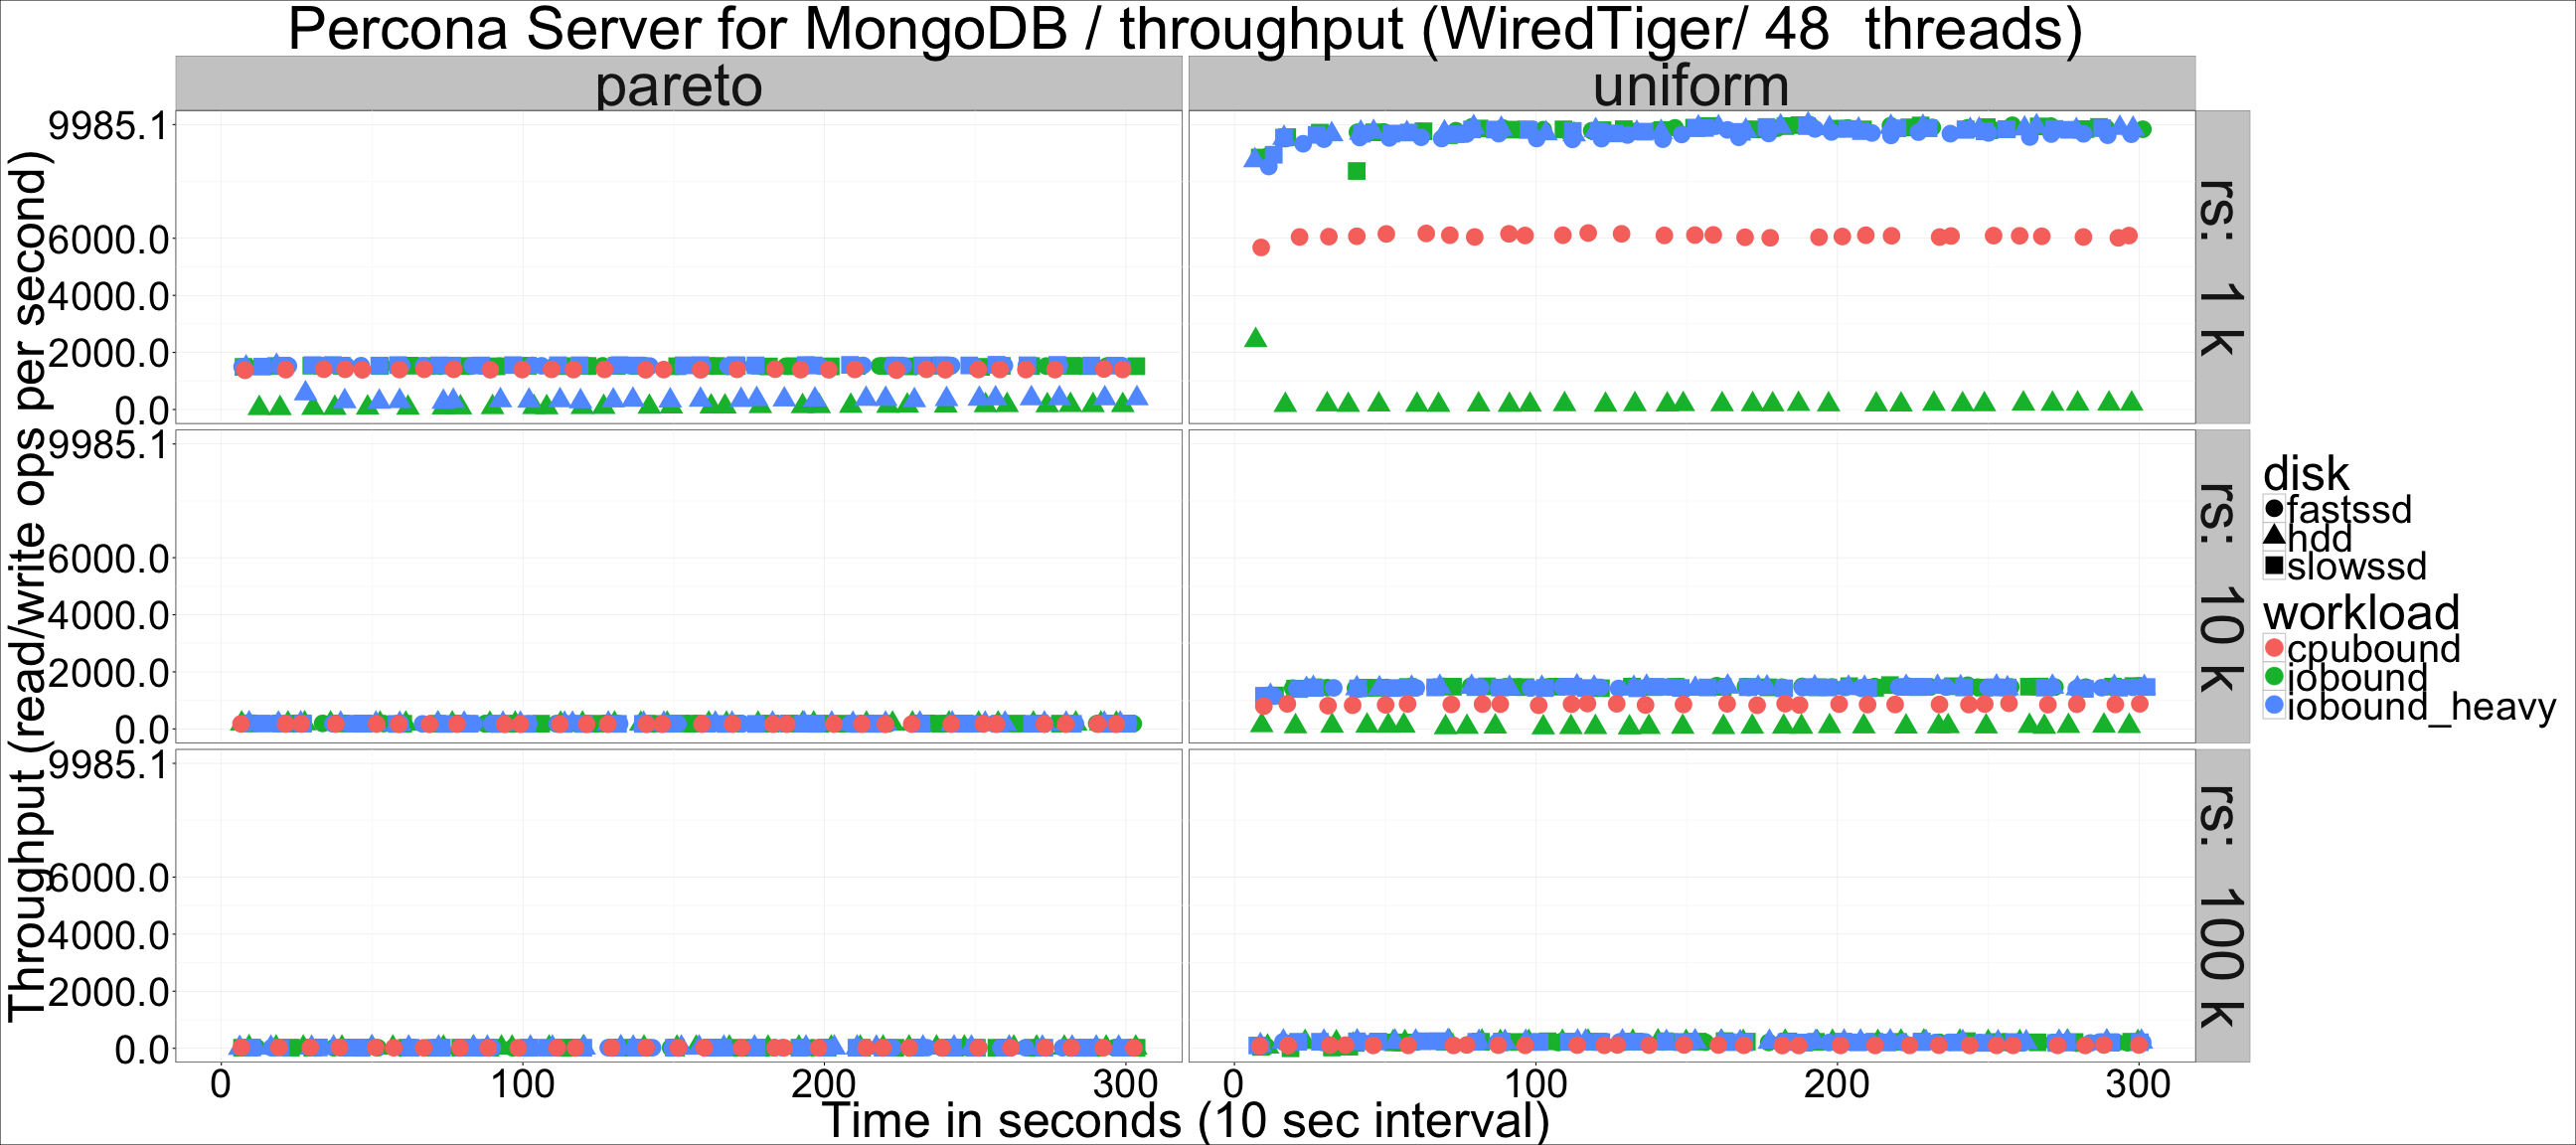 Percona Server for MongoDB / throughput (WiredTiger/ 48  threads)
pareto
uniform
Throughput (read/write ops per second)
9985.1
6000.0
4000.0
2000.0
0.0
rs:  1 k
9985.1
6000.0
4000.0
2000.0
0.0
rs:  10 k
9985.1
6000.0
4000.0
2000.0
0.0
rs:  100 k
0
100
200
300
0
100
200
300
Time in seconds (10 sec interval)
disk
fastssd
hdd
slowssd
workload
cpubound
iobound
iobound_heavy